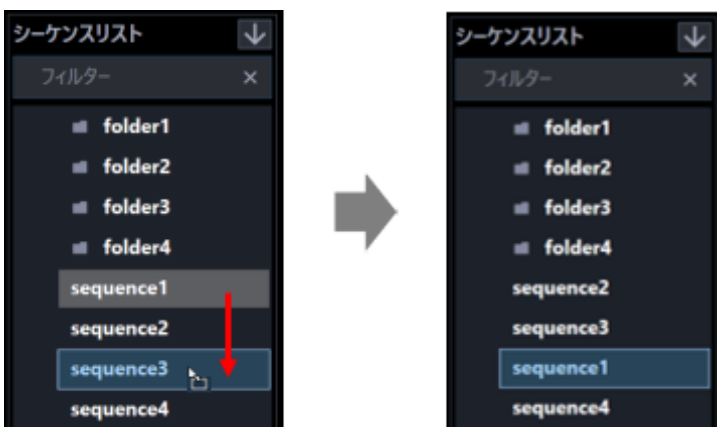 シーケンスリスト
フィルター
folder1
folder2
folder3
folder4
sequence1
sequence2
sequence3
sequence4
シーケンスリスト
フィルター
folder1
folder2
folder3
folder4
sequence2
sequence3
sequence1
sequence4